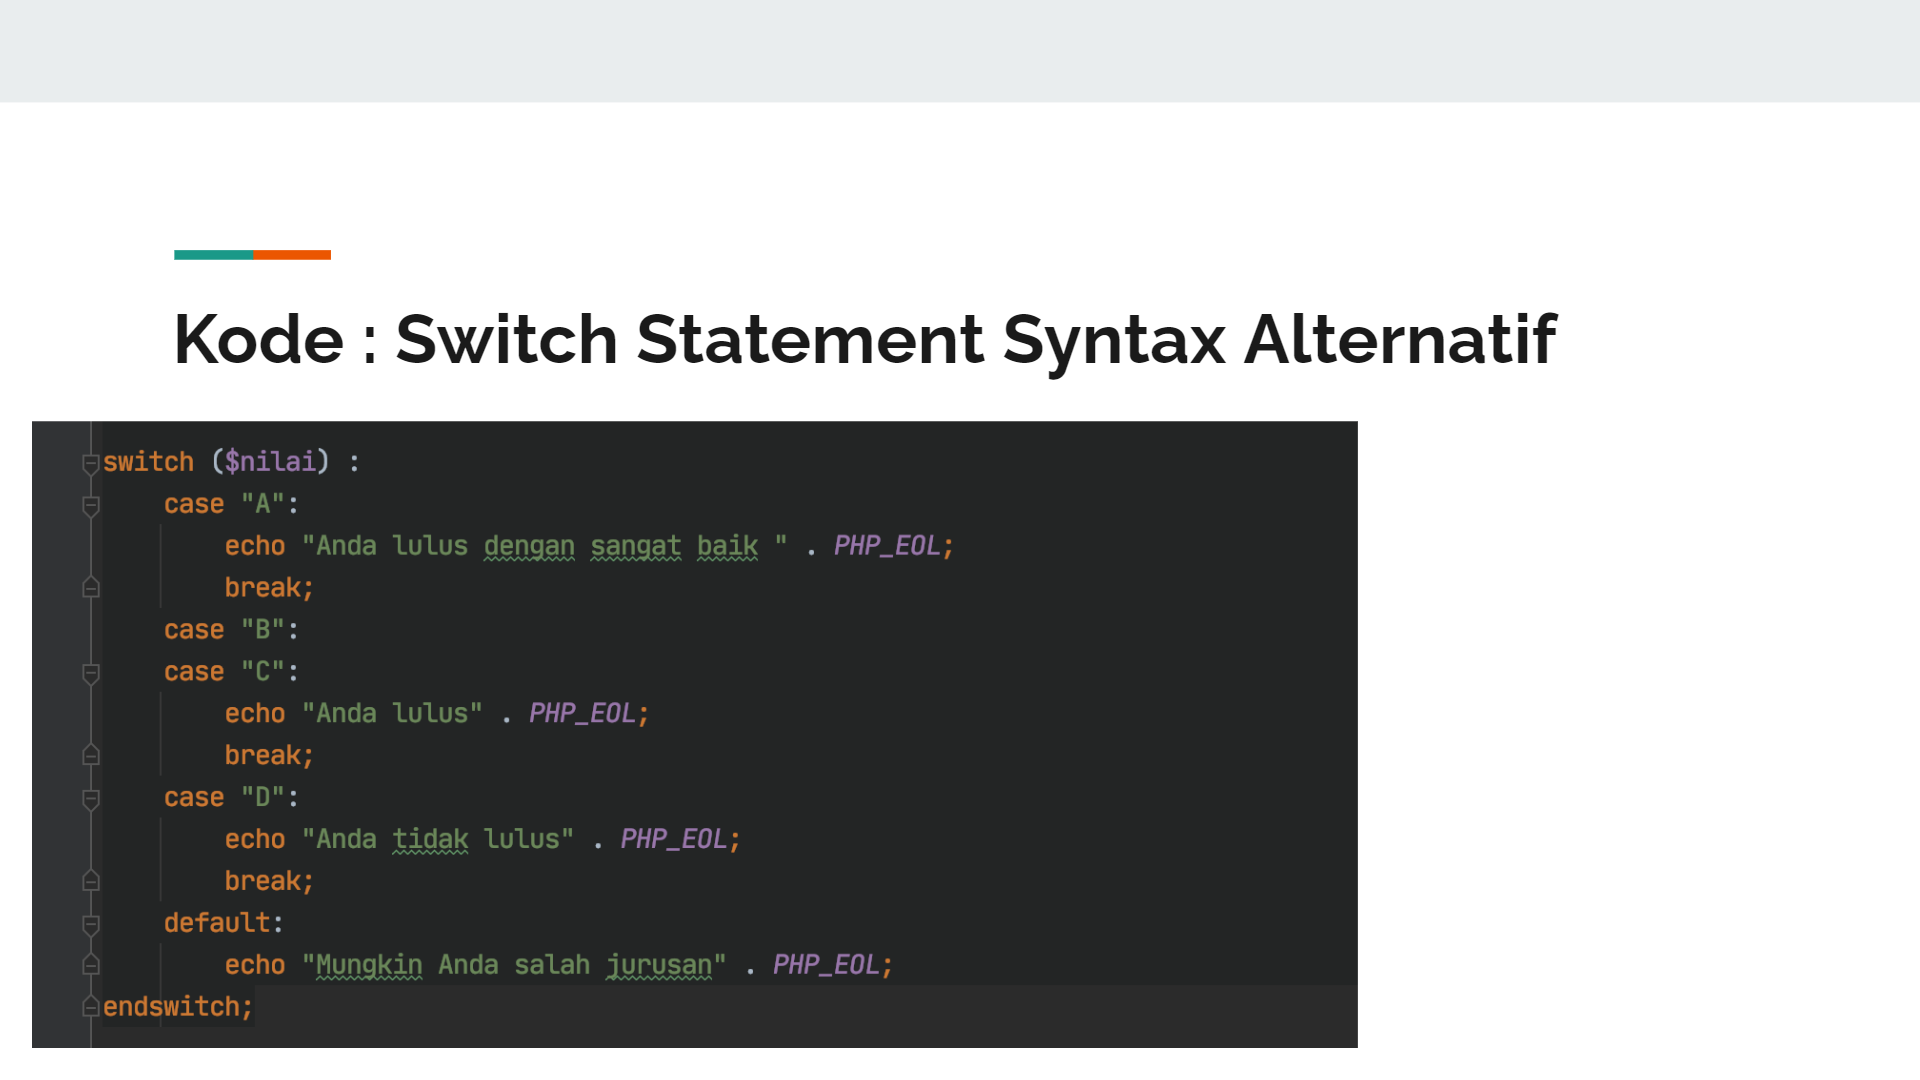 Kode : Switch Statement Syntax Alternatif
switch ($nilai) :
    case "A":
        echo "Anda lulus dengan sangat baik " . PHP_EOL;
        break;
    case "B":
    case "C":
        echo "Anda lulus" . PHP_EOL;
        break;
    case "D":
        echo "Anda tidak lulus" . PHP_EOL;
        break;
    default:
        echo "Mungkin Anda salah jurusan" . PHP_EOL;
endswitch;